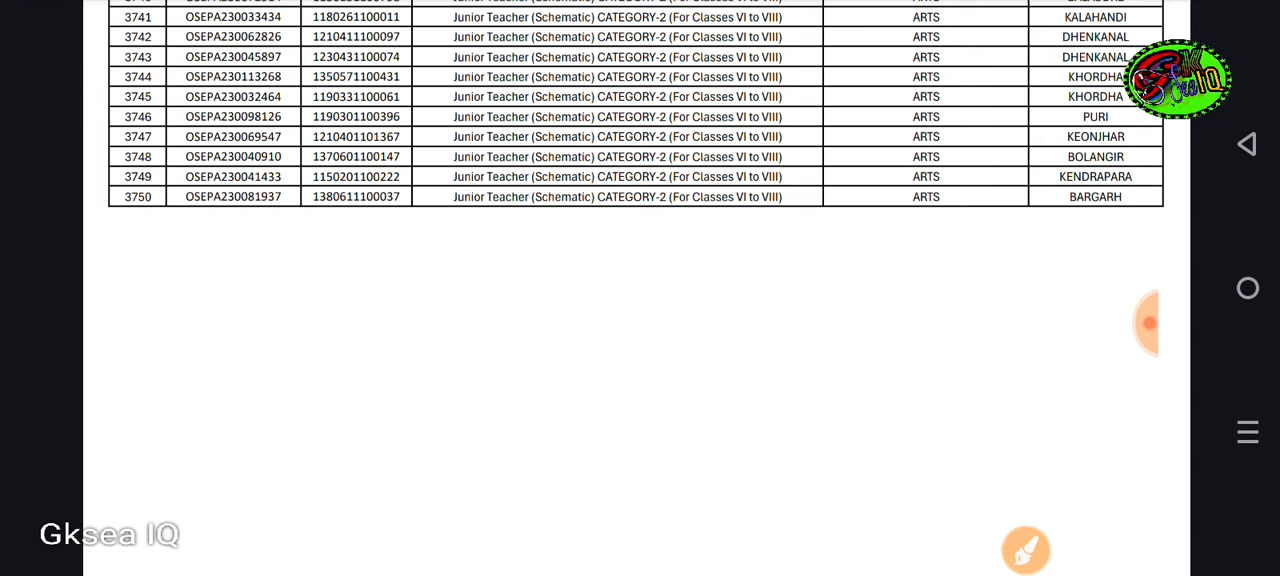 3741 OSEPA230033434 1180261100011 Junior Teacher (Schematic) CATEGORY-2 (For Classes VI to VIII) ARTS KALAHANDI
3742 OSEPA230062826 1210411100097 Junior Teacher (Schematic) CATEGORY-2 (For Classes VI to VIII) ARTS DHENKANAL
3743 OSEPA230045897 1230431100074 Junior Teacher (Schematic) CATEGORY-2 (For Classes VI to VIII) ARTS DHENKANAL
3744 OSEPA230113268 1350571100431 Junior Teacher (Schematic) CATEGORY-2 (For Classes VI to VIII) ARTS KHORDHA
3745 OSEPA230032464 1190331100061 Junior Teacher (Schematic) CATEGORY-2 (For Classes VI to VIII) ARTS KHORDHA
3746 OSEPA230098126 1190301100396 Junior Teacher (Schematic) CATEGORY-2 (For Classes VI to VIII) ARTS PURI
3747 OSEPA230069547 1210401101367 Junior Teacher (Schematic) CATEGORY-2 (For Classes VI to VIII) ARTS KEONJHAR
3748 OSEPA230040910 1370601100147 Junior Teacher (Schematic) CATEGORY-2 (For Classes VI to VIII) ARTS BOLANGIR
3749 OSEPA230041433 1150201100222 Junior Teacher (Schematic) CATEGORY-2 (For Classes VI to VIII) ARTS KENDRAPARA
3750 OSEPA230081937 1380611100037 Junior Teacher (Schematic) CATEGORY-2 (For Classes VI to VIII) ARTS BARGARH
Gksea IQ